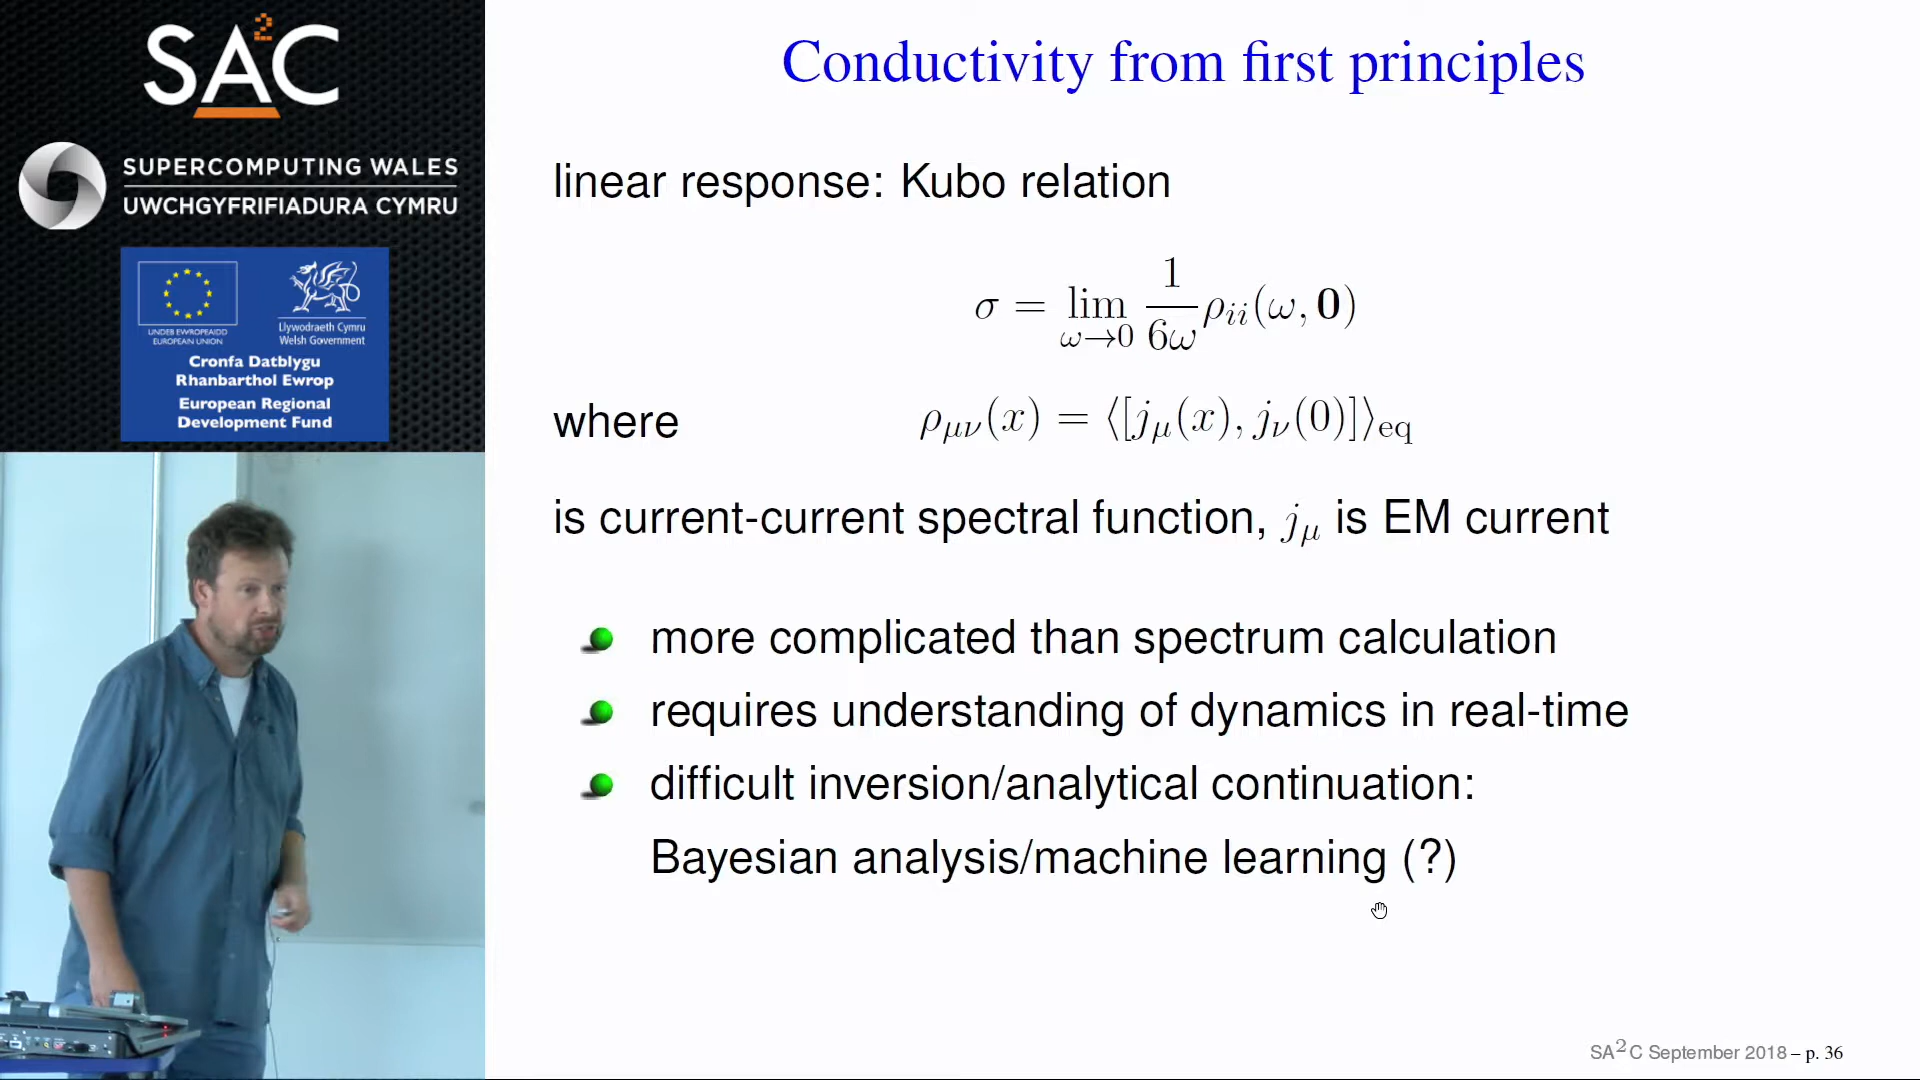 SA²C
SUPERCOMPUTING WALES
UWCHGYFRIFIADURA CYMRU
UNDEB EWROPEAIDD
EUROPEAN UNION
Llywodraeth Cymru
Welsh Government
Cronfa Datblygu
Rhanbarthol Ewrop
European Regional
Development Fund
Conductivity from first principles
linear response: Kubo relation
σ = lim_{ω→0} \frac{1}{6ω} ρ_{ii}(ω, 0)
where ρ_{μν}(x) = ⟨[j_μ(x), j_ν(0)]⟩_{eq}
is current-current spectral function, j_μ is EM current
more complicated than spectrum calculation
requires understanding of dynamics in real-time
difficult inversion/analytical continuation:
Bayesian analysis/machine learning (?)
SA²C September 2018 – p. 36